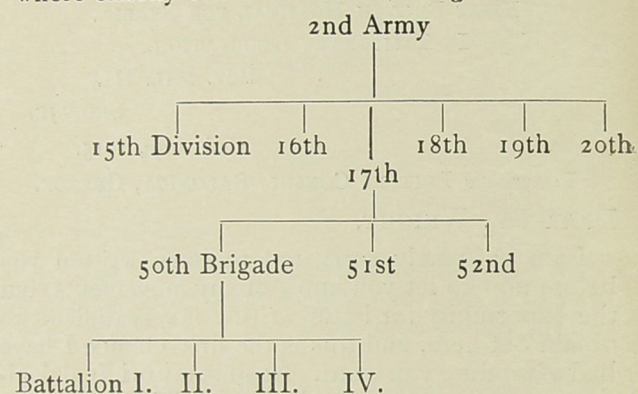 2nd Army
15th Division 16th 18th 19th 20th
17th
50th Brigade 51st 52nd
Battalion I. II. III. IV.